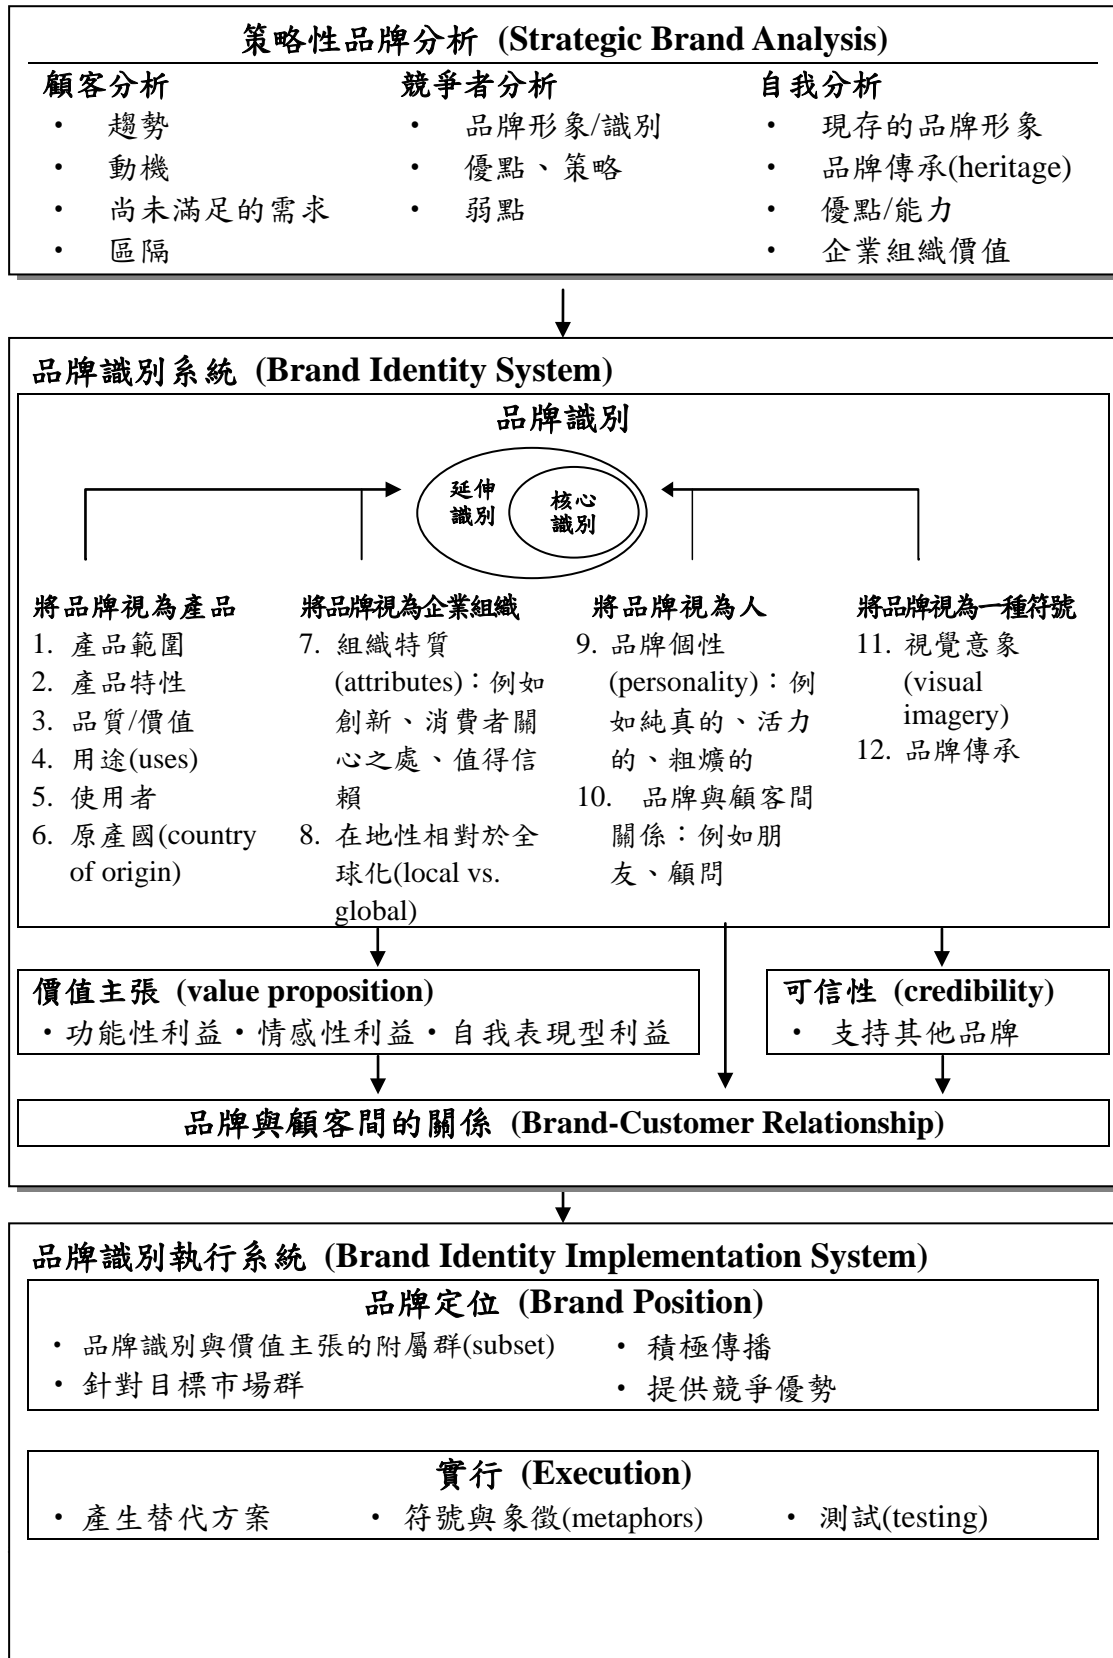 策略性品牌分析 (Strategic Brand Analysis)
顧客分析
・ 趨勢
・ 動機
・ 尚未滿足的需求
・ 區隔
競爭者分析
・ 品牌形象/識別
・ 優點、策略
・ 弱點
自我分析
・ 現存的品牌形象
・ 品牌傳承(heritage)
・ 優點/能力
・ 企業組織價值
品牌識別系統 (Brand Identity System)
品牌識別
延伸
識別
核心
識別
將品牌視為產品
1. 產品範圍
2. 產品特性
3. 品質/價值
4. 用途(uses)
5. 使用者
6. 原產國(country
of origin)
將品牌視為企業組織
7. 組織特質
(attributes)：例如
創新、消費者關
心之處、值得信
賴
8. 在地性相對於全
球化(local vs.
global)
將品牌視為人
9. 品牌個性
(personality)：例
如純真的、活力
的、粗獷的
10. 品牌與顧客間
關係：例如朋
友、顧問
將品牌視為一種符號
11. 視覺意象
(visual
imagery)
12. 品牌傳承
價值主張 (value proposition)
・功能性利益・情感性利益・自我表現型利益
可信性 (credibility)
・ 支持其他品牌
品牌與顧客間的關係 (Brand-Customer Relationship)
品牌識別執行系統 (Brand Identity Implementation System)
品牌定位 (Brand Position)
・ 品牌識別與價值主張的附屬群(subset)
・ 針對目標市場群
・ 積極傳播
・ 提供競爭優勢
實行 (Execution)
・ 產生替代方案
・ 符號與象徵(metaphors)
・ 測試(testing)